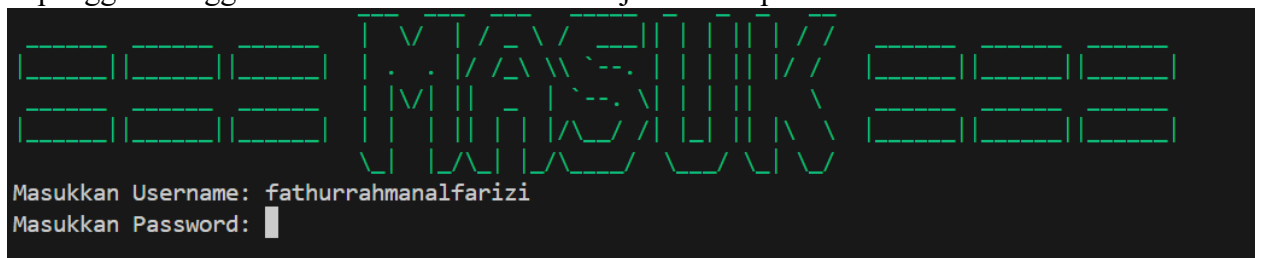 === MASUK ===
Masukkan Username: fathurrahmanalfarizi
Masukkan Password: